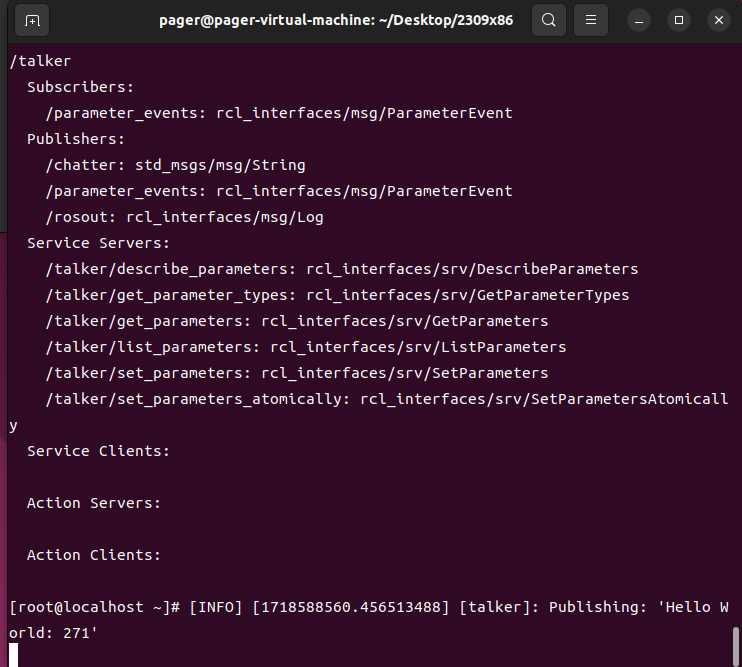 pager@pager-virtual-machine: ~/Desktop/2309x86
/talker
  Subscribers:
    /parameter_events: rcl_interfaces/msg/ParameterEvent
  Publishers:
    /chatter: std_msgs/msg/String
    /parameter_events: rcl_interfaces/msg/ParameterEvent
    /rosout: rcl_interfaces/msg/Log
  Service Servers:
    /talker/describe_parameters: rcl_interfaces/srv/DescribeParameters
    /talker/get_parameter_types: rcl_interfaces/srv/GetParameterTypes
    /talker/get_parameters: rcl_interfaces/srv/GetParameters
    /talker/list_parameters: rcl_interfaces/srv/ListParameters
    /talker/set_parameters: rcl_interfaces/srv/SetParameters
    /talker/set_parameters_atomically: rcl_interfaces/srv/SetParametersAtomicall
y
  Service Clients:
  Action Servers:
  Action Clients:
[root@localhost ~]# [INFO] [1718588560.456513488] [talker]: Publishing: 'Hello W
orld: 271'